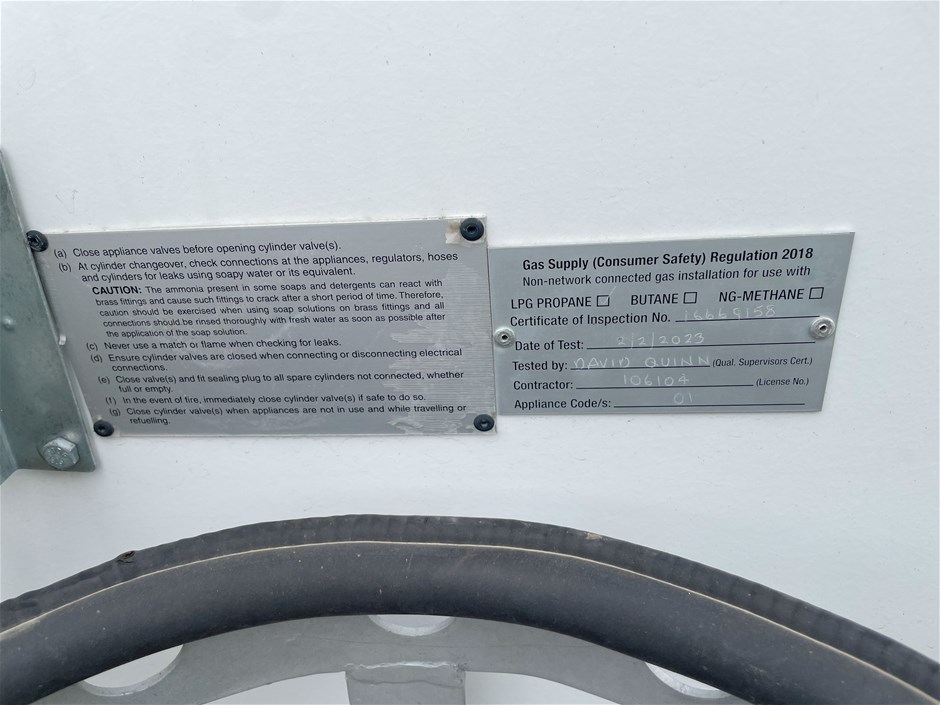 (a) Close appliance valves before opening cylinder valve(s).
(b) At cylinder changeover, check connections at the appliances, regulators, hoses
and cylinders for leaks using soapy water or its equivalent.
CAUTION: The ammonia present in some soaps and detergents can react with
brass fittings and cause such fittings to crack after a short period of time. Therefore,
caution should be exercised when using soap solutions on brass fittings and all
connections should be rinsed thoroughly with fresh water as soon as possible after
the application of the soap solution.
(c) Never use a match or flame when checking for leaks.
(d) Ensure cylinder valves are closed when connecting or disconnecting electrical
connections.
(e) Close valve(s) and fit sealing plug to all spare cylinders not connected, whether
full or empty.
(f) In the event of fire, immediately close cylinder valve(s) if safe to do so.
(g) Close cylinder valve(s) when appliances are not in use and while travelling or
refuelling.
Gas Supply (Consumer Safety) Regulation 2018
Non-network connected gas installation for use with
LPG PROPANE BUTANE NG-METHANE
Certificate of Inspection No. 16669158
Date of Test: 2/2/2023
Tested by: DAVID QUINN (Qual. Supervisors Cert.)
Contractor: 106104 (License No.)
Appliance Code/s: 01